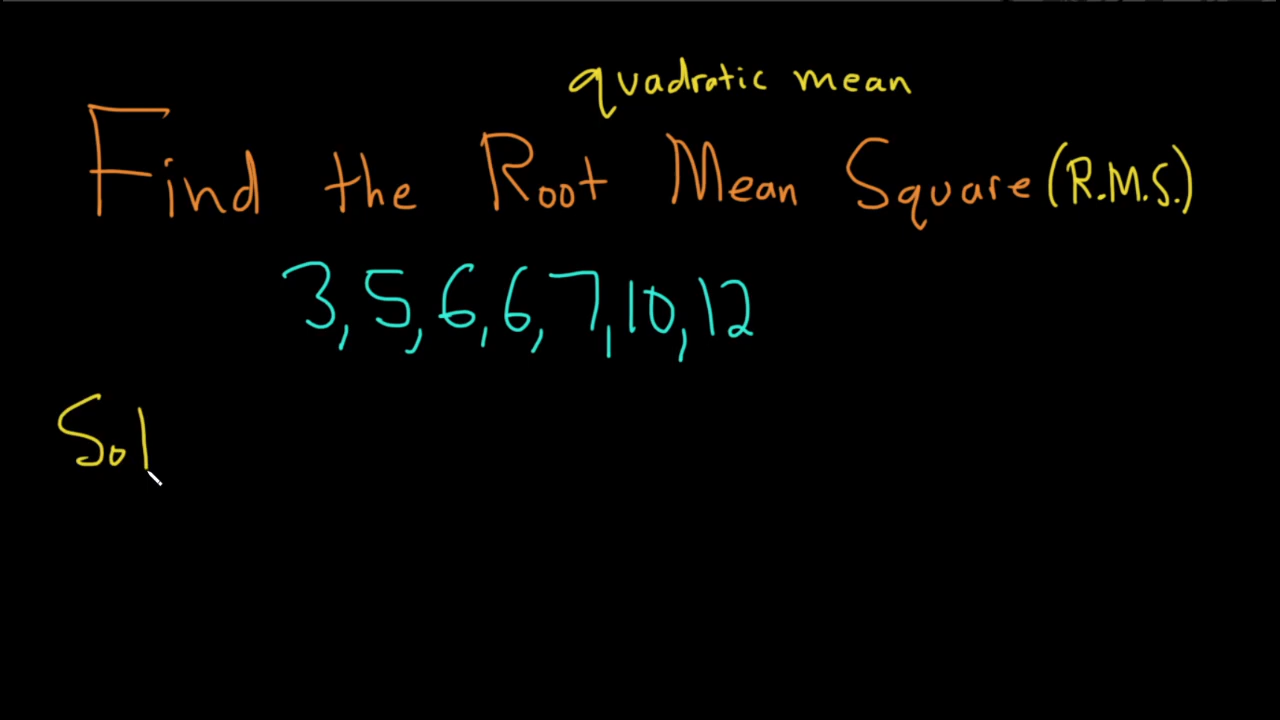 quadratic mean
Find the Root Mean Square (R.M.S.)
3, 5, 6, 6, 7, 10, 12
Sol